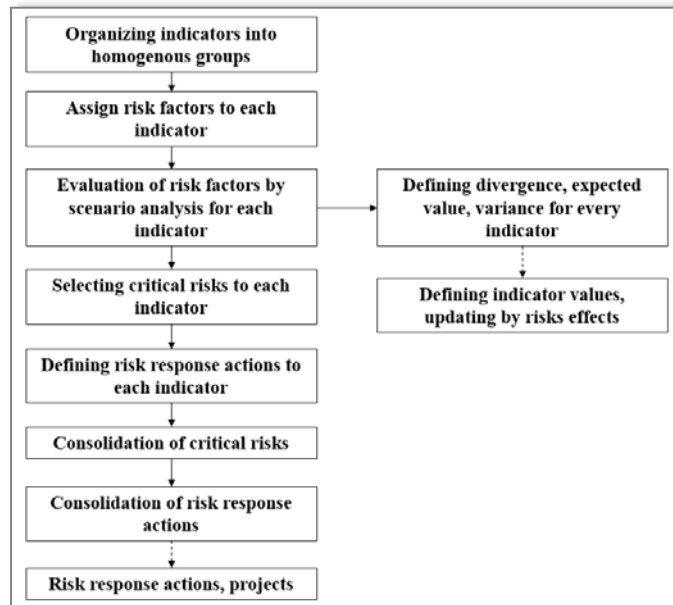 Organizing indicators into
homogenous groups
Assign risk factors to each
indicator
Evaluation of risk factors by
scenario analysis for each
indicator
Defining divergence, expected
value, variance for every
indicator
Selecting critical risks to each
indicator
Defining indicator values,
updating by risks effects
Defining risk response actions to
each indicator
Consolidation of critical risks
Consolidation of risk response
actions
Risk response actions, projects